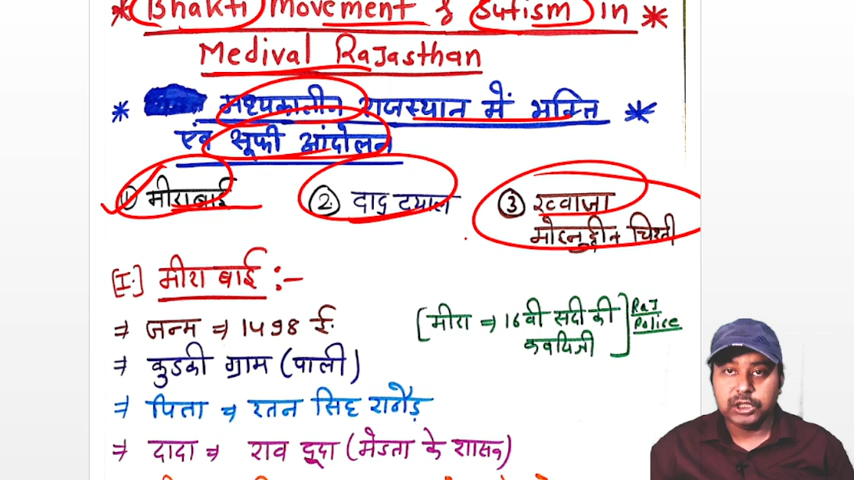 * Bhakti Movement & Sufism in *
Medival Rajasthan
* मध्यकालीन राजस्थान में भक्ति *
एवं सूफी आंदोलन
① मीराबाई ② दादु दयाल ③ ख्वाजा
मोइनुद्दीन चिश्ती
[I:] मीरा बाई :-
⇒ जन्म ⇒ 1498 ई.
[मीरा ⇒ 16वी सदी की कवयित्री] Raj Police
⇒ कुडकी ग्राम (पाली)
⇒ पिता ⇒ रतन सिंह राठौड़
⇒ दादा ⇒ राव दूदा (मेडता के शासक)